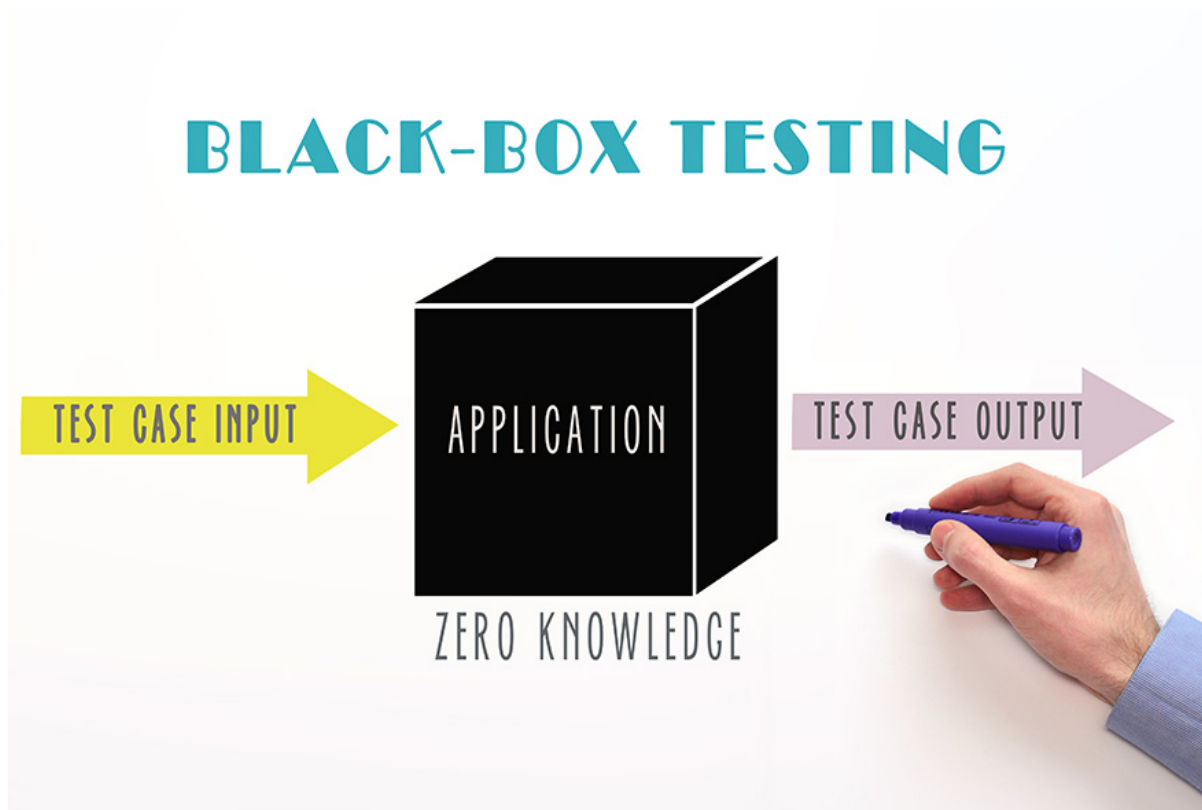 BLACK-BOX TESTING
TEST CASE INPUT
APPLICATION
TEST CASE OUTPUT
ZERO KNOWLEDGE